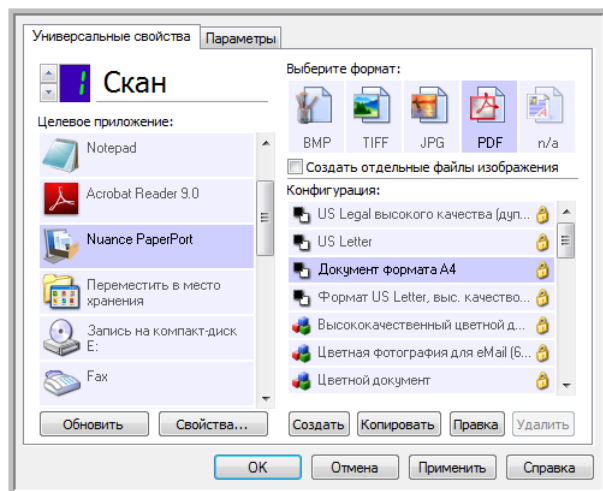 Универсальные свойства
Параметры
1 Скан
Целевое приложение:
Notepad
Acrobat Reader 9.0
Nuance PaperPort
Переместить в место
хранения
Запись на компакт-диск
E:
Fax
Обновить
Свойства...
Выберите формат:
BMP TIFF JPG PDF n/a
Создать отдельные файлы изображения
Конфигурация:
US Legal высокого качества (дуп...
US Letter
Документ формата A4
Формат US Letter, выс. качество...
Высококачественный цветной д...
Цветная фотография для eMail (6...
Цветной документ
Создать Копировать Правка Удалить
OK Отмена Применить Справка